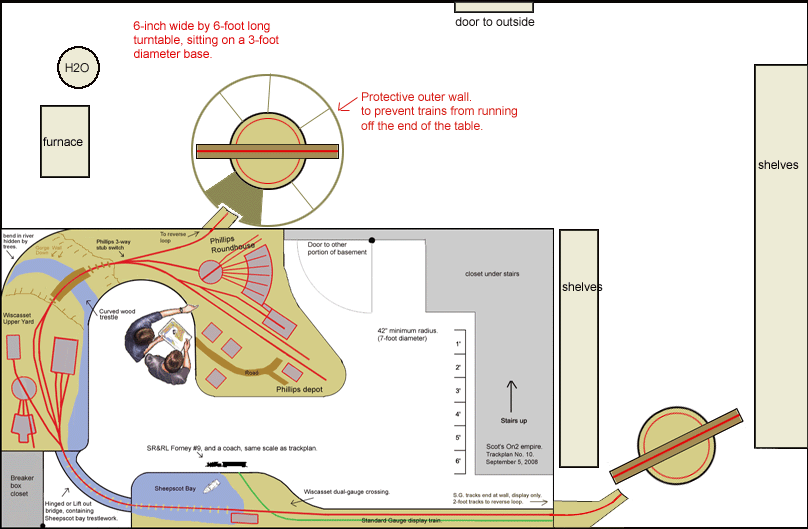 door to outside
6-inch wide by 6-foot long
turntable, sitting on a 3-foot
diameter base.
H2O
Protective outer wall,
to prevent trains from running
off the end of the table.
furnace
shelves
bend in river
hidden by
trees.
Phillips 3-way
stub switch
To reverse
loop
Phillips
Roundhouse
Door to other
portion of basement
closet under stairs
shelves
Curved wood
trestle
Wiscasset
Upper Yard
42" minimum radius.
(7-foot diameter)
1'
2'
3'
4'
5'
6'
Road
Phillips depot
Stairs up
Scot's On2 empire.
Trackplan No. 10.
September 5, 2008
SR&RL Forney #9, and a coach, same scale as trackplan.
Breaker
box
closet
Sheepscot Bay
Wiscasset dual-gauge crossing.
Hinged or Lift out
bridge, containing
Sheepscot bay trestlework.
S.G. tracks end at wall, display only.
2-foot tracks to reverse loop.
Standard Gauge display train.